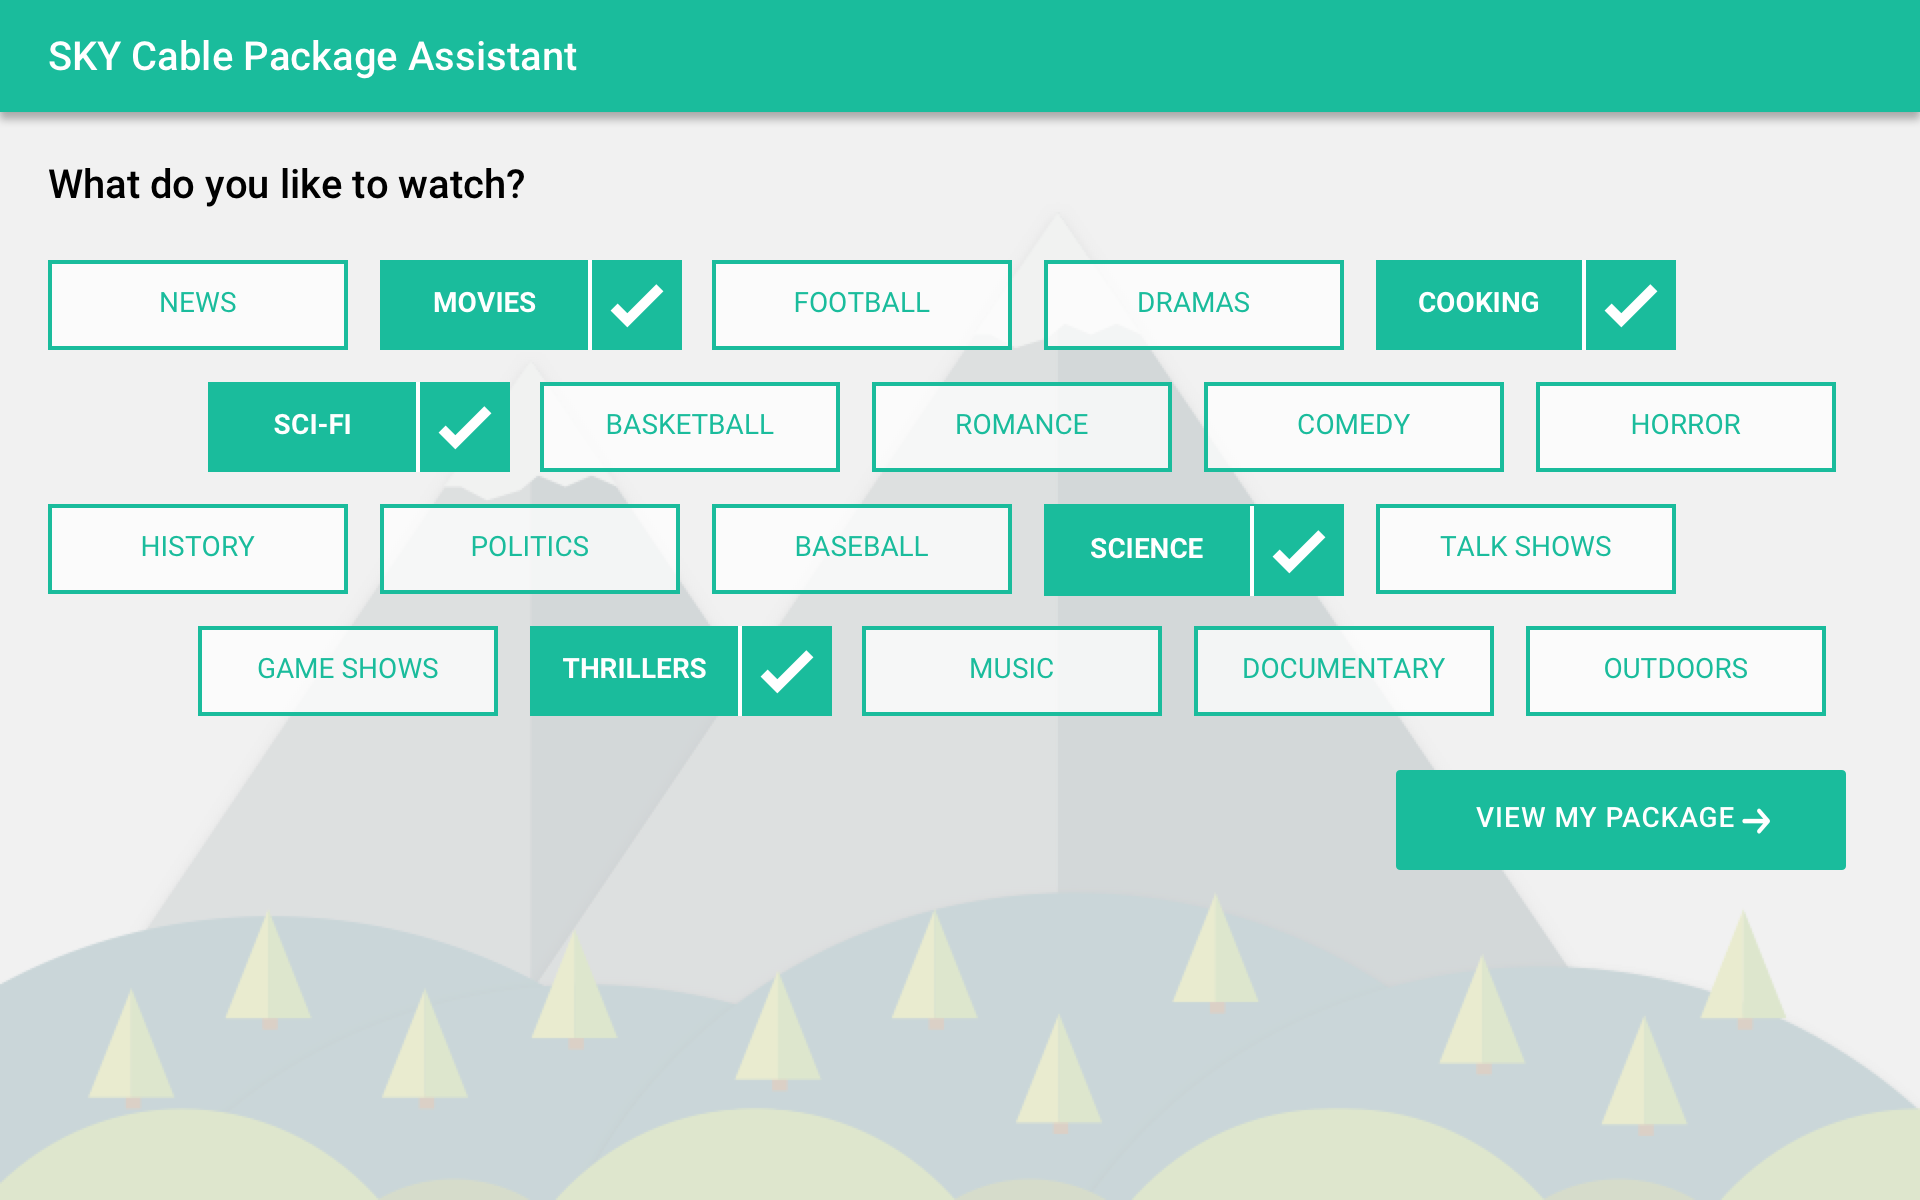 SKY Cable Package Assistant
What do you like to watch?
NEWS MOVIES FOOTBALL DRAMAS COOKING
SCI-FI BASKETBALL ROMANCE COMEDY HORROR
HISTORY POLITICS BASEBALL SCIENCE TALK SHOWS
GAME SHOWS THRILLERS MUSIC DOCUMENTARY OUTDOORS
VIEW MY PACKAGE